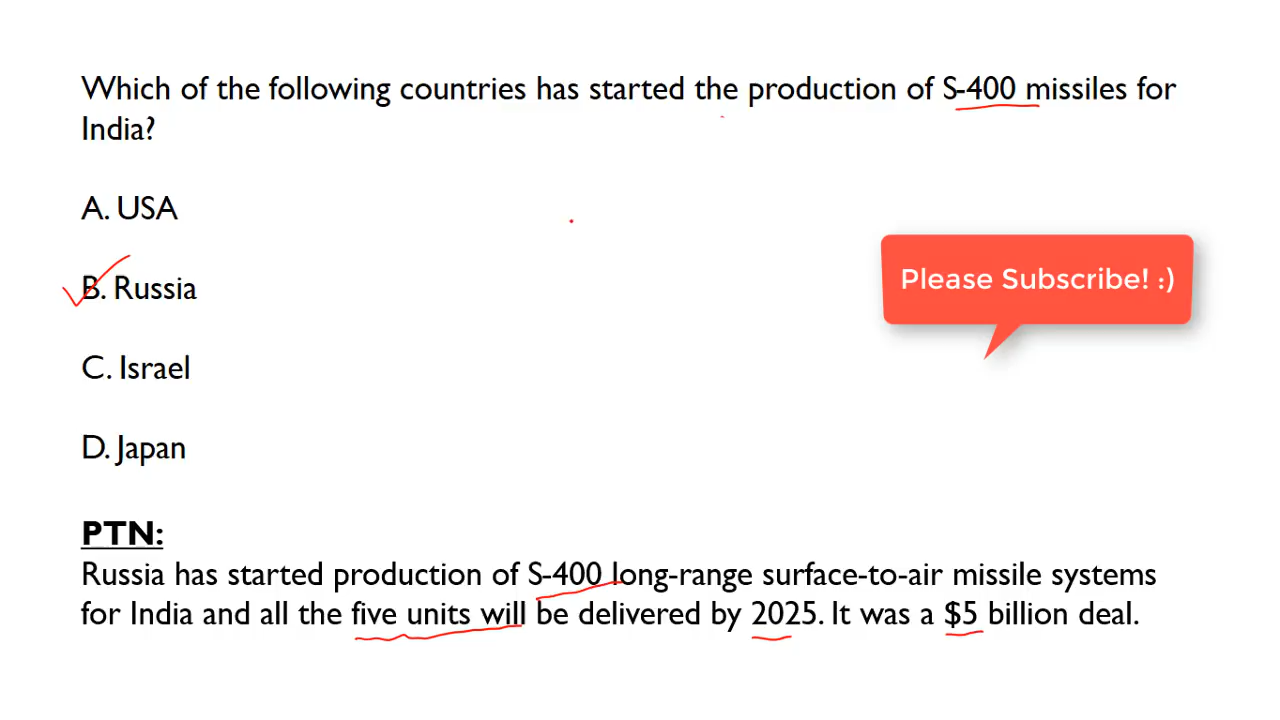 Which of the following countries has started the production of S-400 missiles for
India?
A. USA
B. Russia
C. Israel
D. Japan
Please Subscribe! :)
PTN:
Russia has started production of S-400 long-range surface-to-air missile systems
for India and all the five units will be delivered by 2025. It was a $5 billion deal.